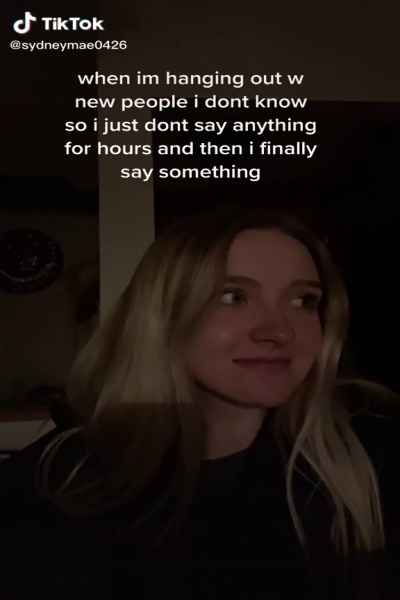 TikTok
@sydneymae0426
when im hanging out w
new people i dont know
so i just dont say anything
for hours and then i finally
say something